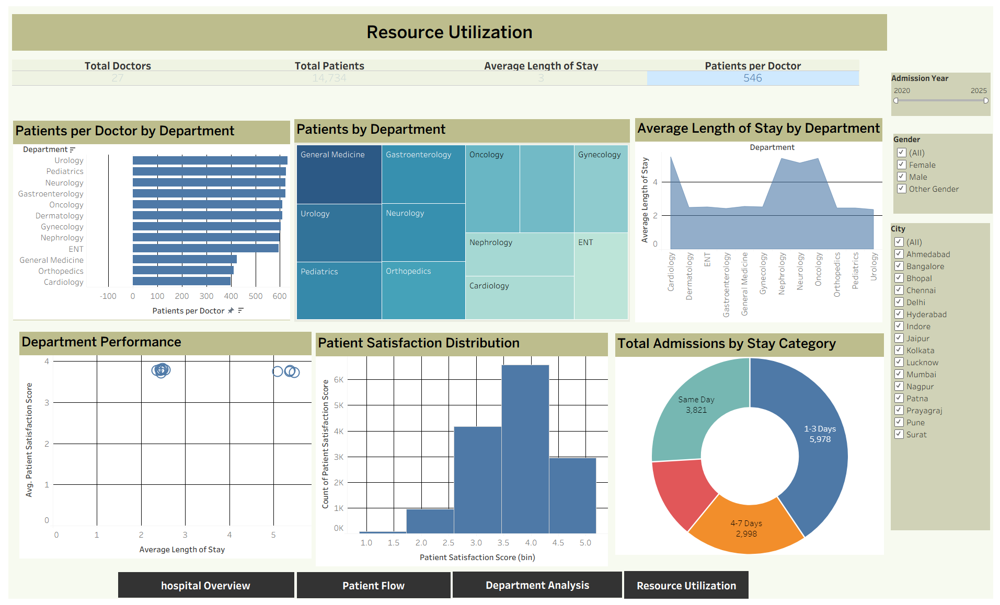 Resource Utilization
Total Doctors
Total Patients
Average Length of Stay
Patients per Doctor
27
14,734
3
546
Admission Year
2020
2025
Gender
(All)
Female
Male
Other Gender
City
(All)
Ahmedabad
Bangalore
Bhopal
Chennai
Delhi
Hyderabad
Indore
Jaipur
Kolkata
Lucknow
Mumbai
Nagpur
Patna
Prayagraj
Pune
Surat
Patients per Doctor by Department
Department
Urology
Pediatrics
Neurology
Gastroenterology
Oncology
Dermatology
Gynecology
Nephrology
ENT
General Medicine
Orthopedics
Cardiology
-100
0
100
200
300
400
500
600
Patients per Doctor
Patients by Department
General Medicine
Urology
Pediatrics
Gastroenterology
Neurology
Orthopedics
Oncology
Nephrology
Cardiology
Gynecology
ENT
Average Length of Stay by Department
Department
Average Length of Stay
4
2
0
Cardiology
Dermatology
ENT
Gastroenterology
General Medicine
Gynecology
Nephrology
Neurology
Oncology
Orthopedics
Pediatrics
Urology
Department Performance
Avg. Patient Satisfaction Score
4
3
2
1
0
0
1
2
3
4
5
Average Length of Stay
Patient Satisfaction Distribution
Count of Patient Satisfaction Score
6K
5K
4K
3K
2K
1K
0K
1.0
1.5
2.0
2.5
3.0
3.5
4.0
4.5
5.0
Patient Satisfaction Score (bin)
Total Admissions by Stay Category
Same Day
3,821
1-3 Days
5,978
4-7 Days
2,998
hospital Overview
Patient Flow
Department Analysis
Resource Utilization